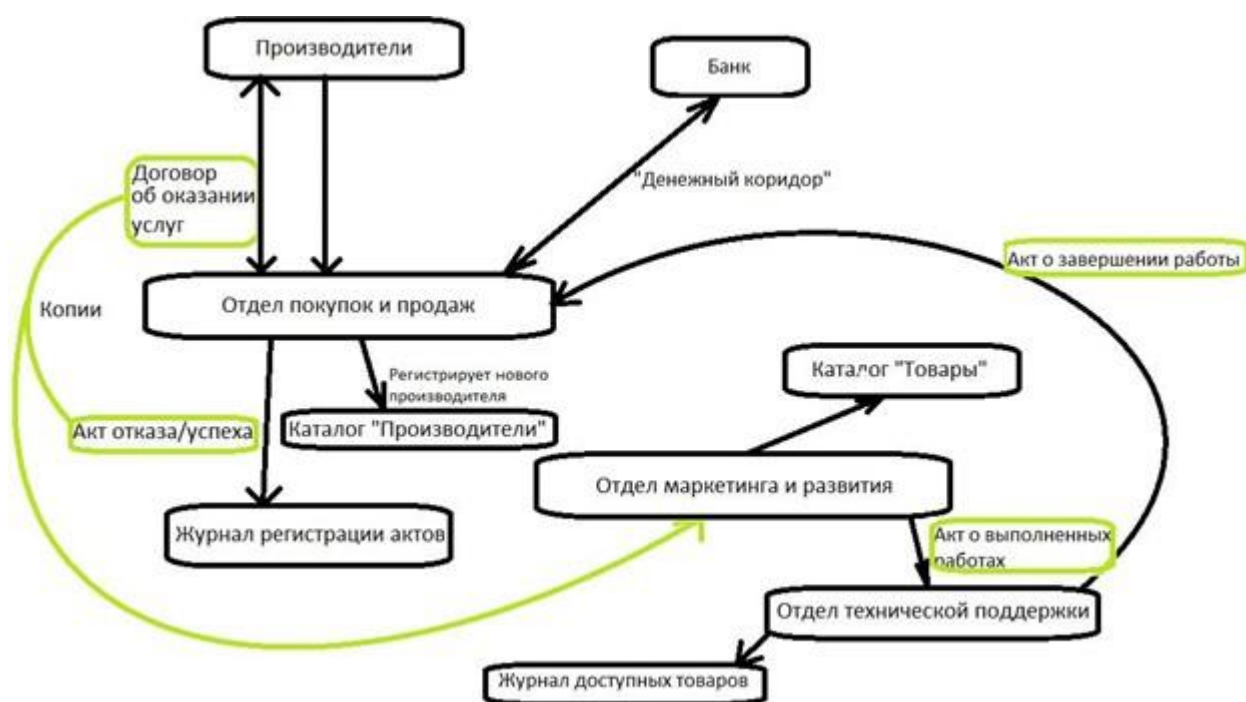 Производители
Банк
Договор
об оказании
услуг
"Денежный коридор"
Акт о завершении работы
Отдел покупок и продаж
Копии
Каталог "Товары"
Регистрирует нового
производителя
Акт отказа/успеха
Каталог "Производители"
Отдел маркетинга и развития
Журнал регистрации актов
Акт о выполненных
работах
Отдел технической поддержки
Журнал доступных товаров